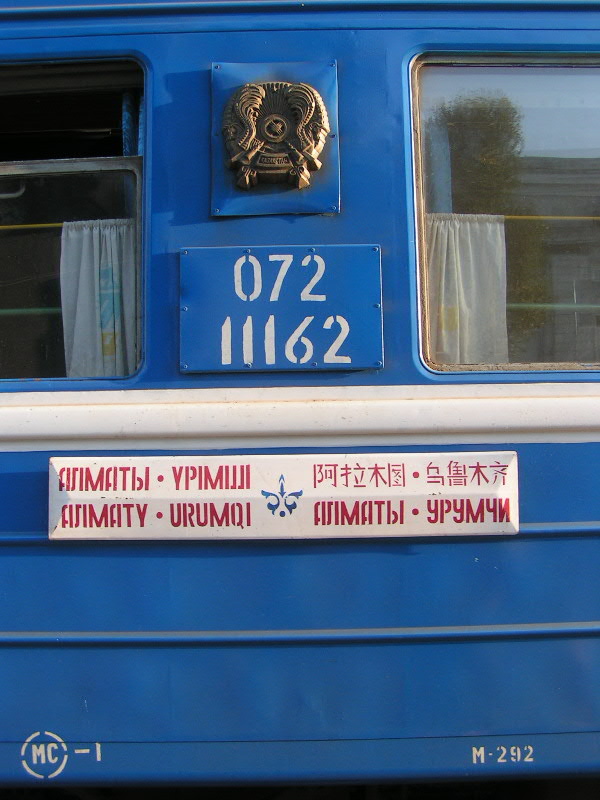 072
11162
АЛМАТЫ • ҮРІМШІ 阿拉木图 • 乌鲁木齐
ALMATY • URUMQI АЛМАТЫ • УРУМЧИ
МС -1
М-292